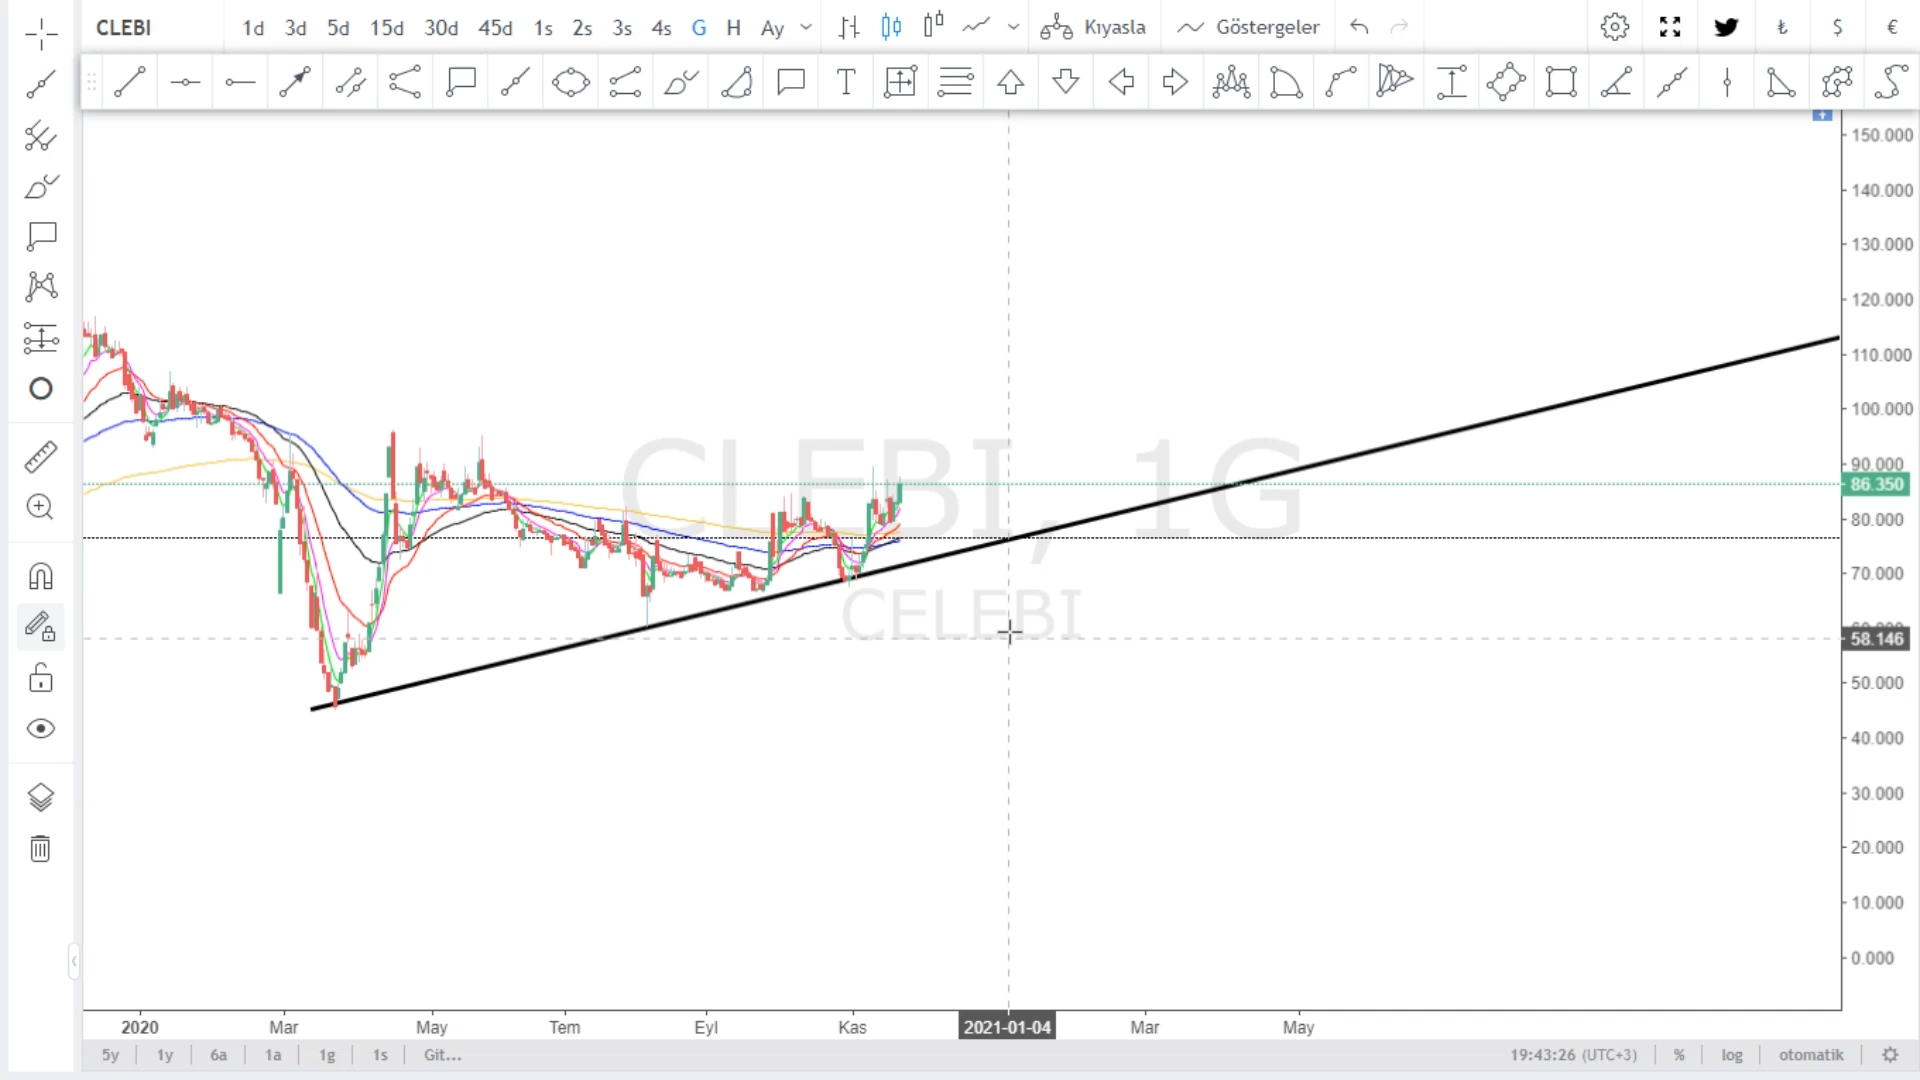 CLEBI 1d 3d 5d 15d 30d 45d 1s 2s 3s 4s G H Ay Kıyasla Göstergeler ₺ $ €
T
150.000
140.000
130.000
120.000
110.000
100.000
90.000
86.350
80.000
70.000
58.146
50.000
40.000
30.000
20.000
10.000
0.000
CLEBI, 1G
CELEBI
2020 Mar May Tem Eyl Kas 2021-01-04 Mar May
5y 1y 6a 1a 1g 1s Git... 19:43:26 (UTC+3) % log otomatik